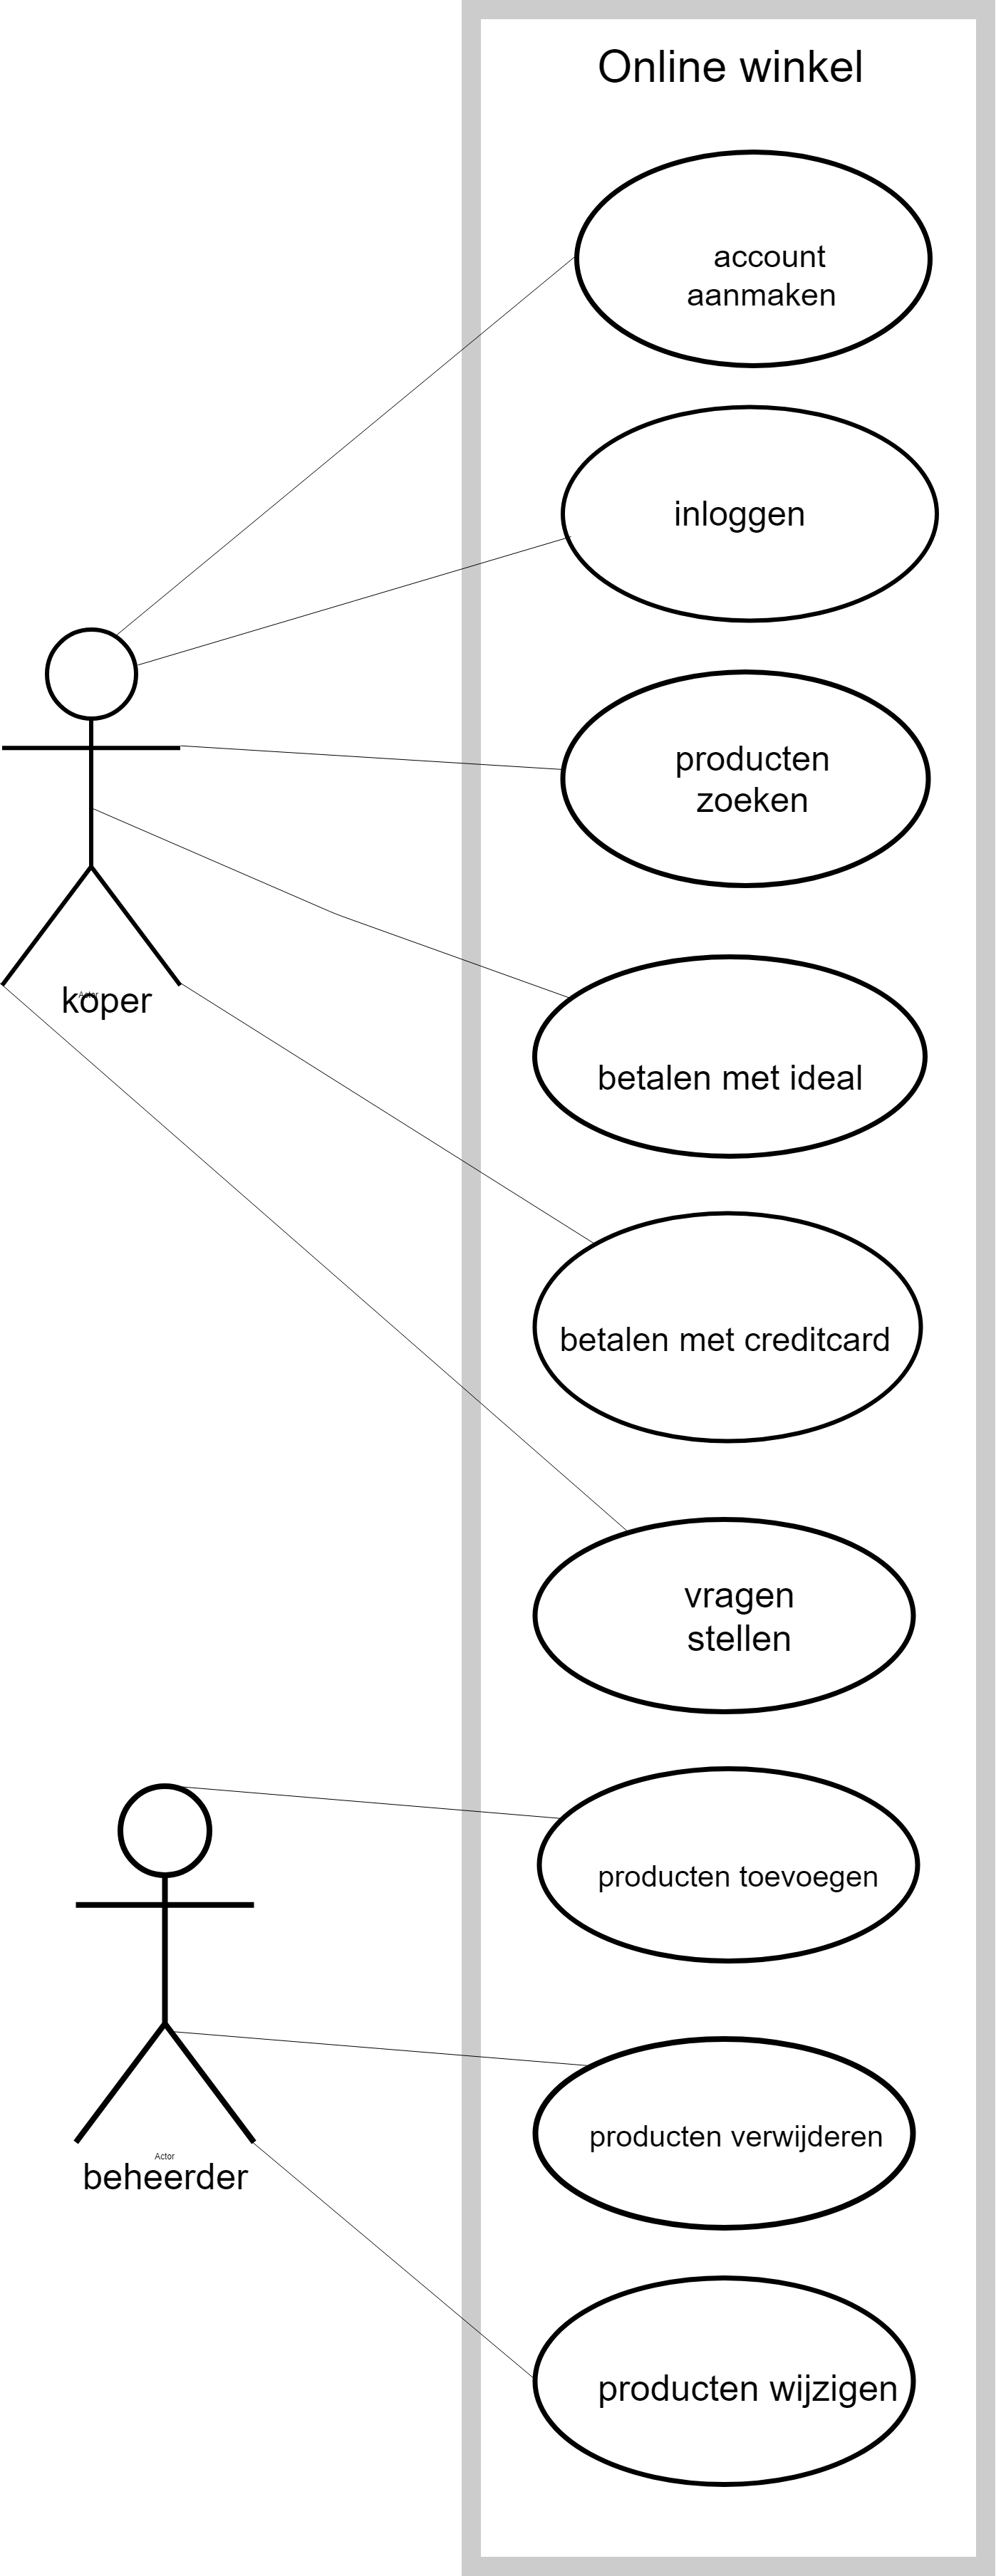 Online winkel
account
aanmaken
inloggen
producten
zoeken
Actor
koper
betalen met ideal
betalen met creditcard
vragen
stellen
producten toevoegen
producten verwijderen
Actor
beheerder
producten wijzigen